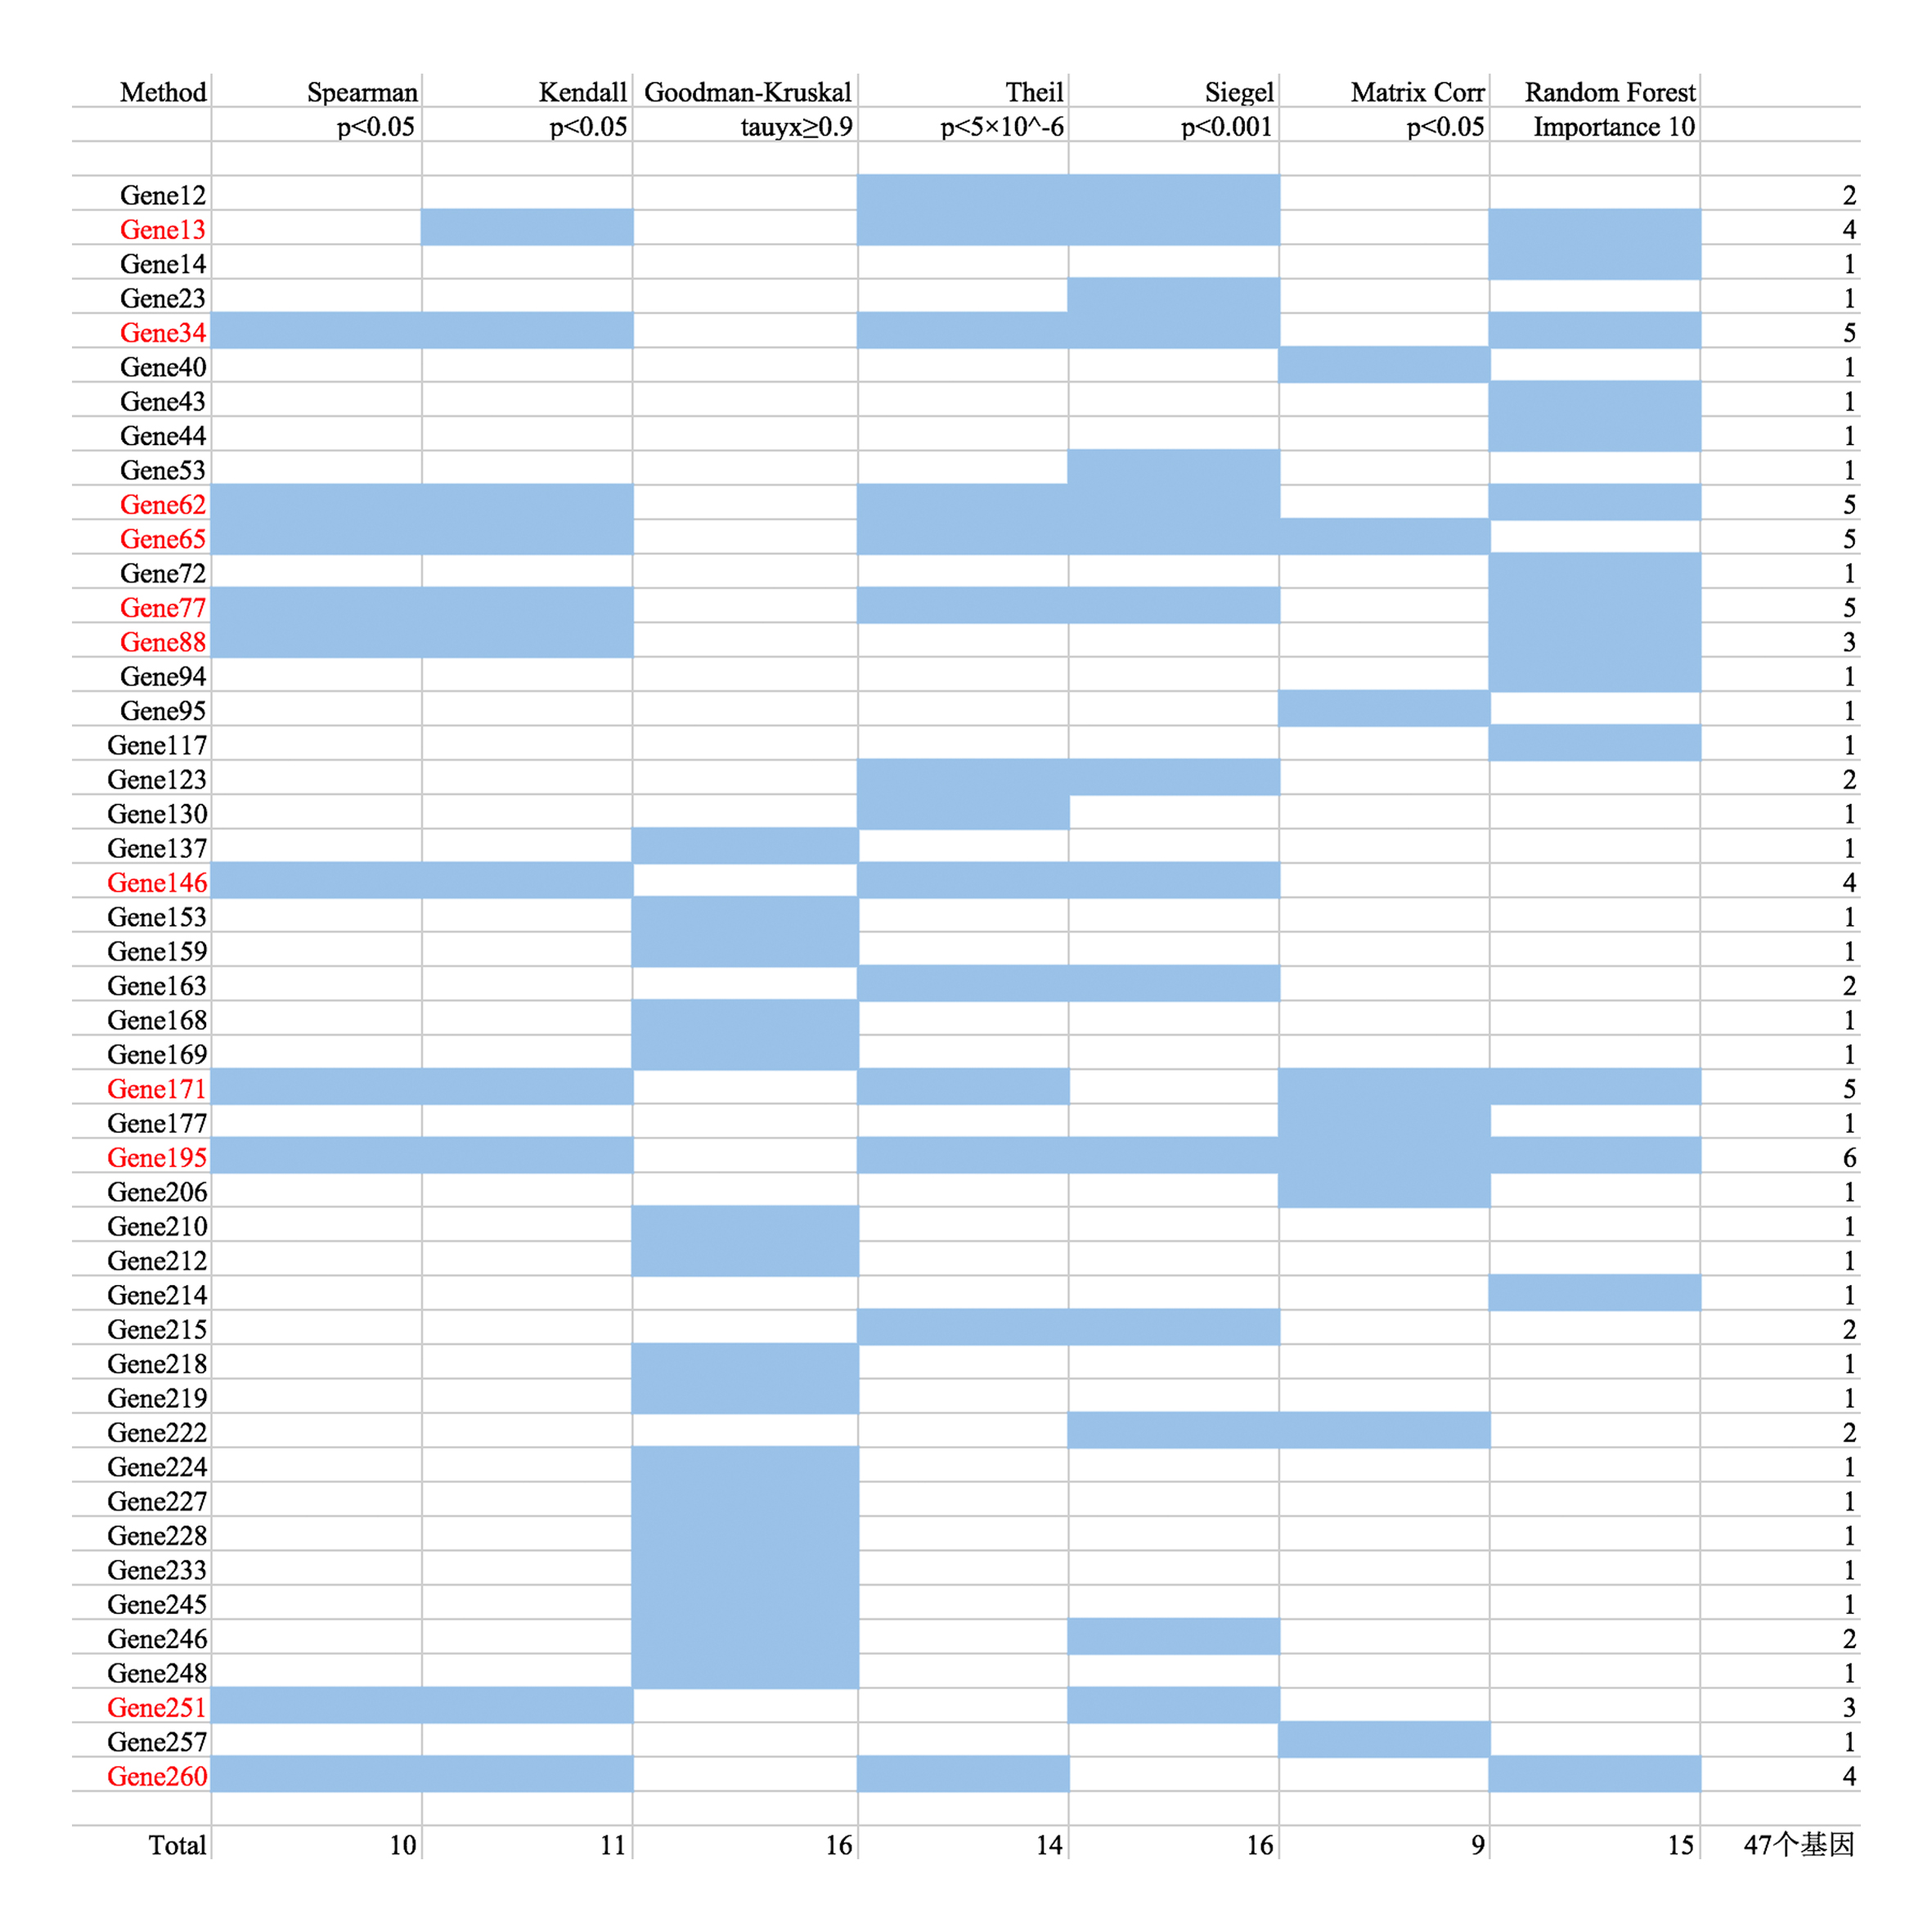 Method Spearman Kendall Goodman-Kruskal Theil Siegel Matrix Corr Random Forest
p<0.05 p<0.05 tauyx≥0.9 p<5×10^-6 p<0.001 p<0.05 Importance 10
Gene12 2
Gene13 4
Gene14 1
Gene23 1
Gene34 5
Gene40 1
Gene43 1
Gene44 1
Gene53 1
Gene62 5
Gene65 5
Gene72 1
Gene77 5
Gene88 3
Gene94 1
Gene95 1
Gene117 1
Gene123 2
Gene130 1
Gene137 1
Gene146 4
Gene153 1
Gene159 1
Gene163 2
Gene168 1
Gene169 1
Gene171 5
Gene177 1
Gene195 6
Gene206 1
Gene210 1
Gene212 1
Gene214 1
Gene215 2
Gene218 1
Gene219 1
Gene222 2
Gene224 1
Gene227 1
Gene228 1
Gene233 1
Gene245 1
Gene246 2
Gene248 1
Gene251 3
Gene257 1
Gene260 4
Total 10 11 16 14 16 9 15 47个基因